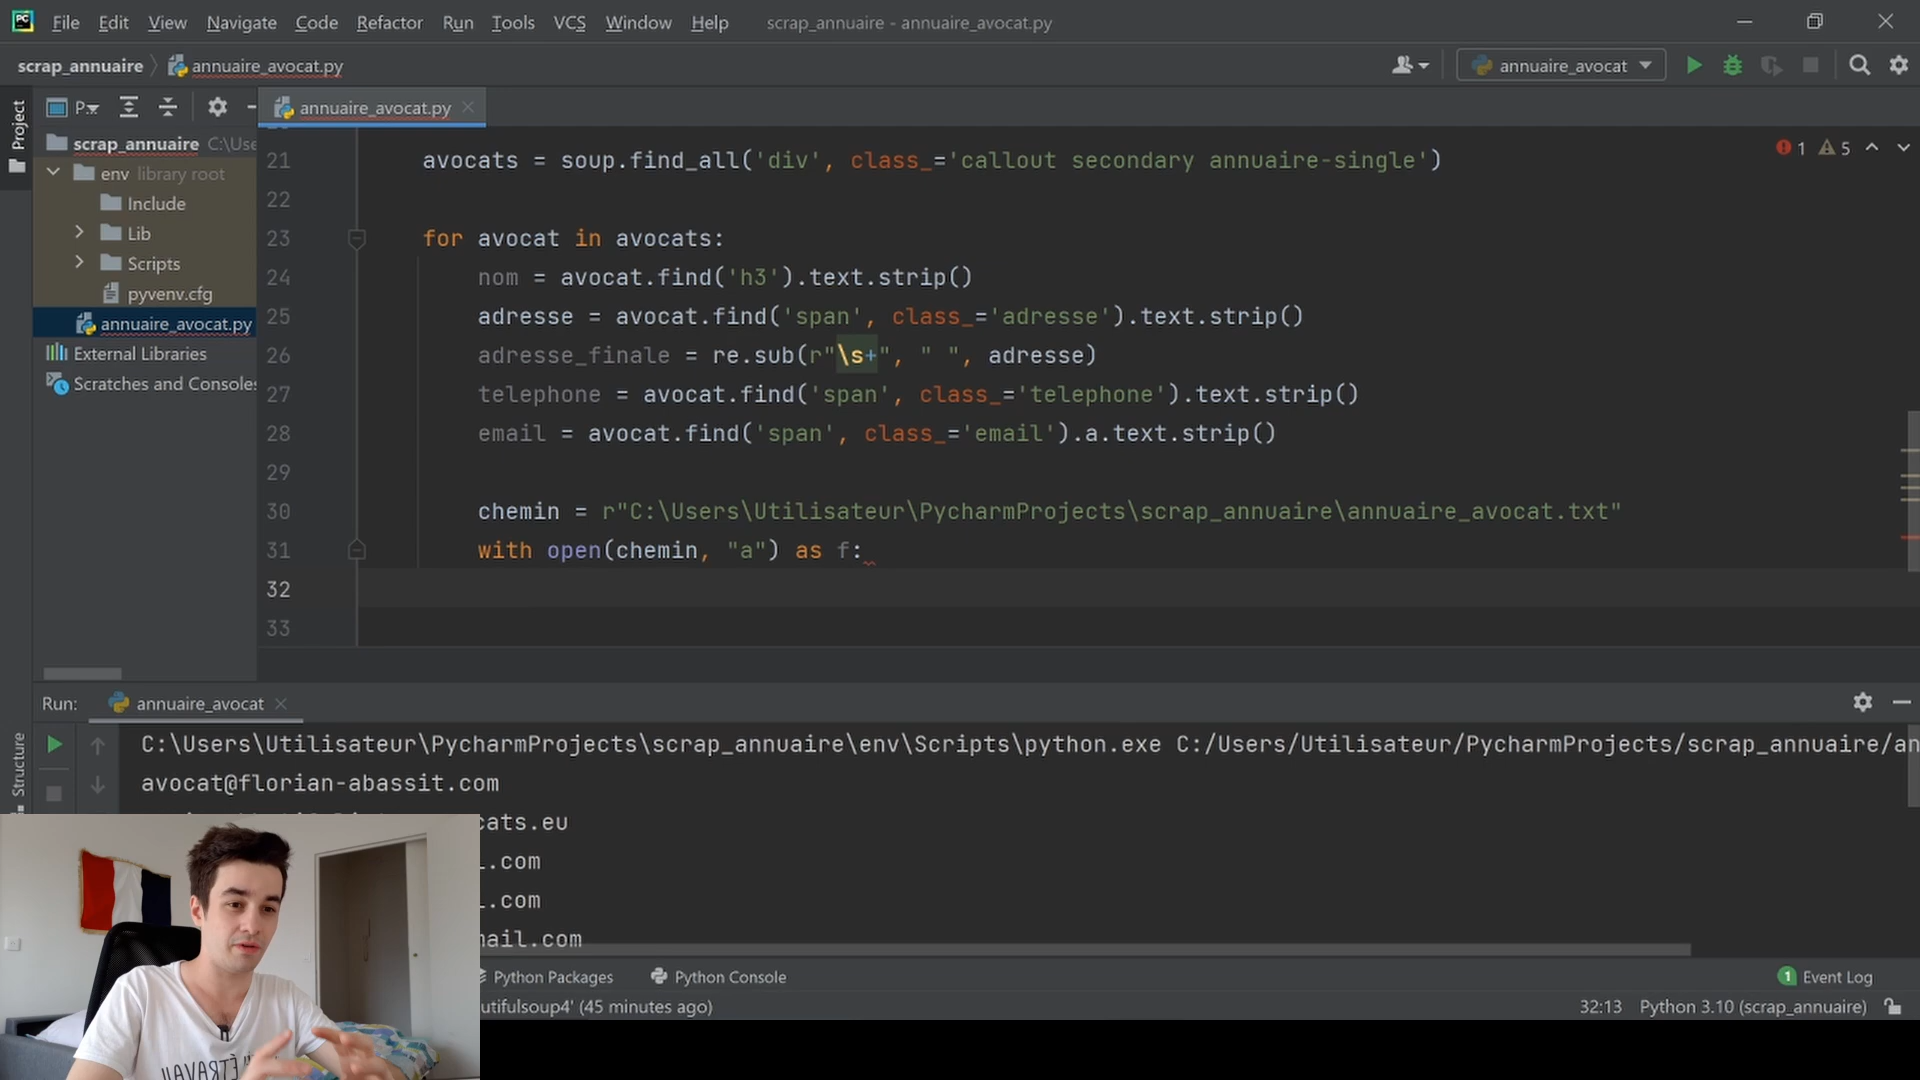 File Edit View Navigate Code Refactor Run Tools VCS Window Help scrap_annuaire - annuaire_avocat.py
scrap_annuaire annuaire_avocat.py annuaire_avocat
Project
P
annuaire_avocat.py
scrap_annuaire C:\Use
env library root
Include
Lib
Scripts
pyvenv.cfg
annuaire_avocat.py
External Libraries
Scratches and Consoles
1 5
21 avocats = soup.find_all('div', class_='callout secondary annuaire-single')
22
23 for avocat in avocats:
24 nom = avocat.find('h3').text.strip()
25 adresse = avocat.find('span', class_='adresse').text.strip()
26 adresse_finale = re.sub(r"\s+", " ", adresse)
27 telephone = avocat.find('span', class_='telephone').text.strip()
28 email = avocat.find('span', class_='email').a.text.strip()
29
30 chemin = r"C:\Users\Utilisateur\PycharmProjects\scrap_annuaire\annuaire_avocat.txt"
31 with open(chemin, "a") as f:
32
33
Run: annuaire_avocat
Structure
C:\Users\Utilisateur\PycharmProjects\scrap_annuaire\env\Scripts\python.exe C:/Users/Utilisateur/PycharmProjects/scrap_annuaire/an
avocat@florian-abassit.com
cats.eu
.com
.com
ail.com
Python Packages Python Console 1 Event Log
utifulsoup4' (45 minutes ago) 32:13 Python 3.10 (scrap_annuaire)